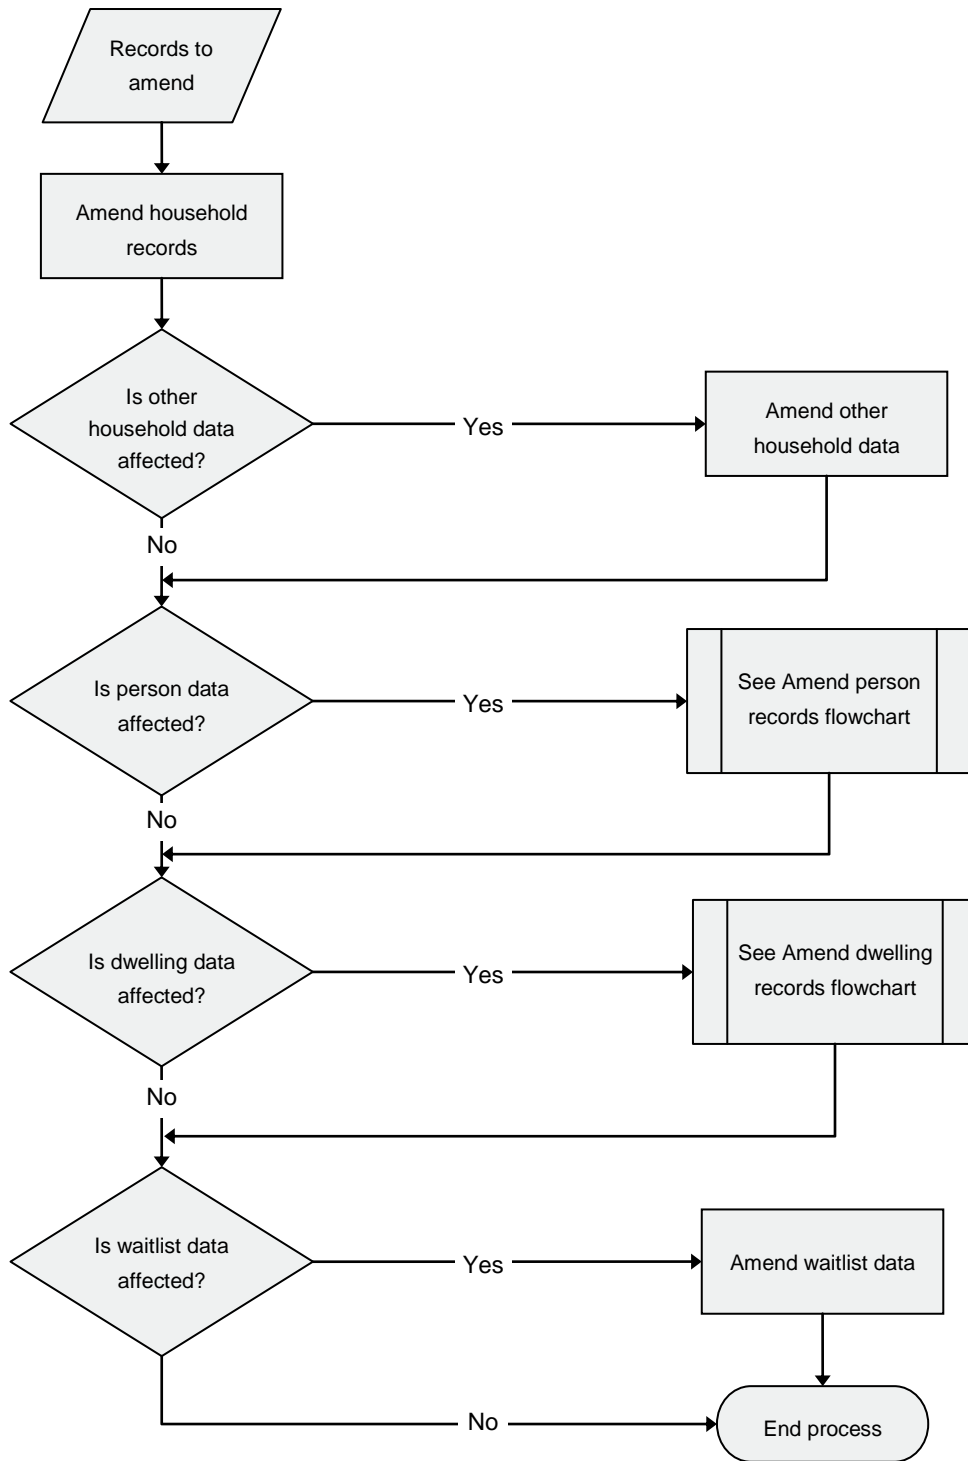 Records to
amend
Amend household
records
Is other
household data
affected?
Yes
Amend other
household data
No
Is person data
affected?
Yes
See Amend person
records flowchart
No
Is dwelling data
affected?
Yes
See Amend dwelling
records flowchart
No
Is waitlist data
affected?
Yes
Amend waitlist data
No
End process